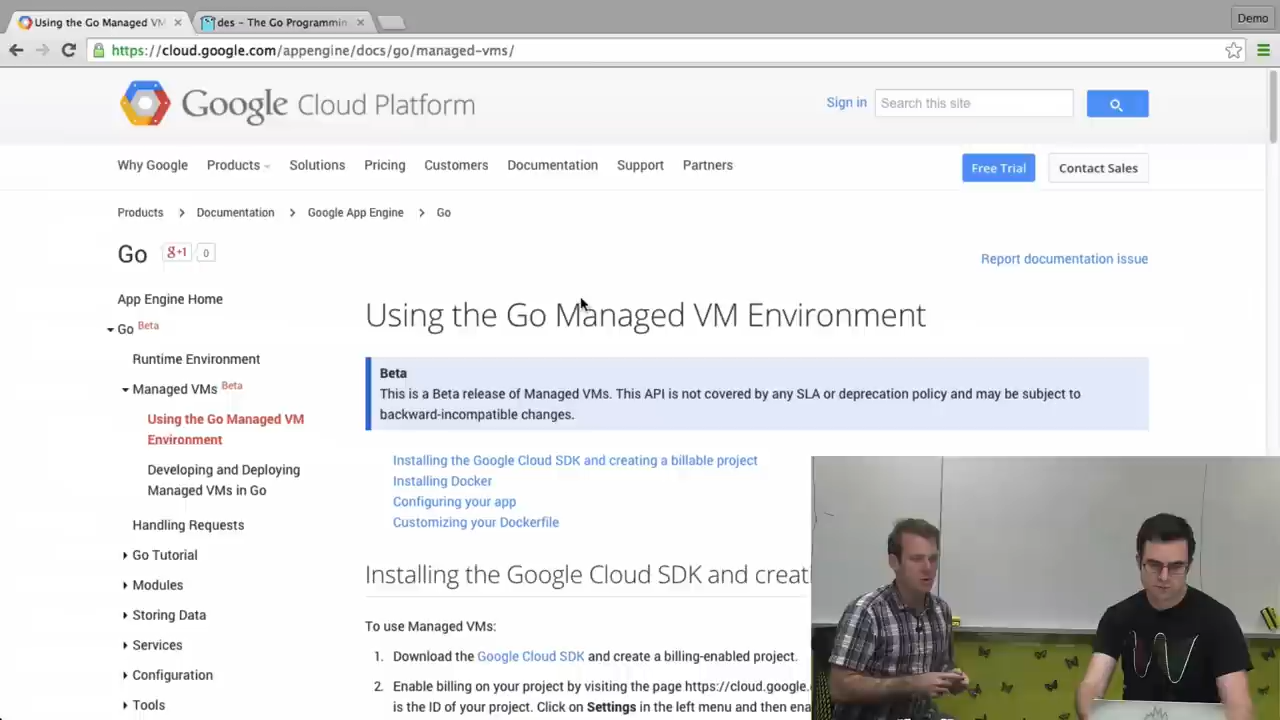 Using the Go Managed VM
des - The Go Programmin
Demo
https://cloud.google.com/appengine/docs/go/managed-vms/
Google Cloud Platform
Sign in
Search this site
Why Google
Products
Solutions
Pricing
Customers
Documentation
Support
Partners
Free Trial
Contact Sales
Products > Documentation > Google App Engine > Go
Go
g+1
0
Report documentation issue
App Engine Home
Go Beta
Runtime Environment
Managed VMs Beta
Using the Go Managed VM
Environment
Developing and Deploying
Managed VMs in Go
Handling Requests
Go Tutorial
Modules
Storing Data
Services
Configuration
Tools
Using the Go Managed VM Environment
Beta
This is a Beta release of Managed VMs. This API is not covered by any SLA or deprecation policy and may be subject to
backward-incompatible changes.
Installing the Google Cloud SDK and creating a billable project
Installing Docker
Configuring your app
Customizing your Dockerfile
Installing the Google Cloud SDK and creati
To use Managed VMs:
1. Download the Google Cloud SDK and create a billing-enabled project.
2. Enable billing on your project by visiting the page https://cloud.google.
is the ID of your project. Click on Settings in the left menu and then ena